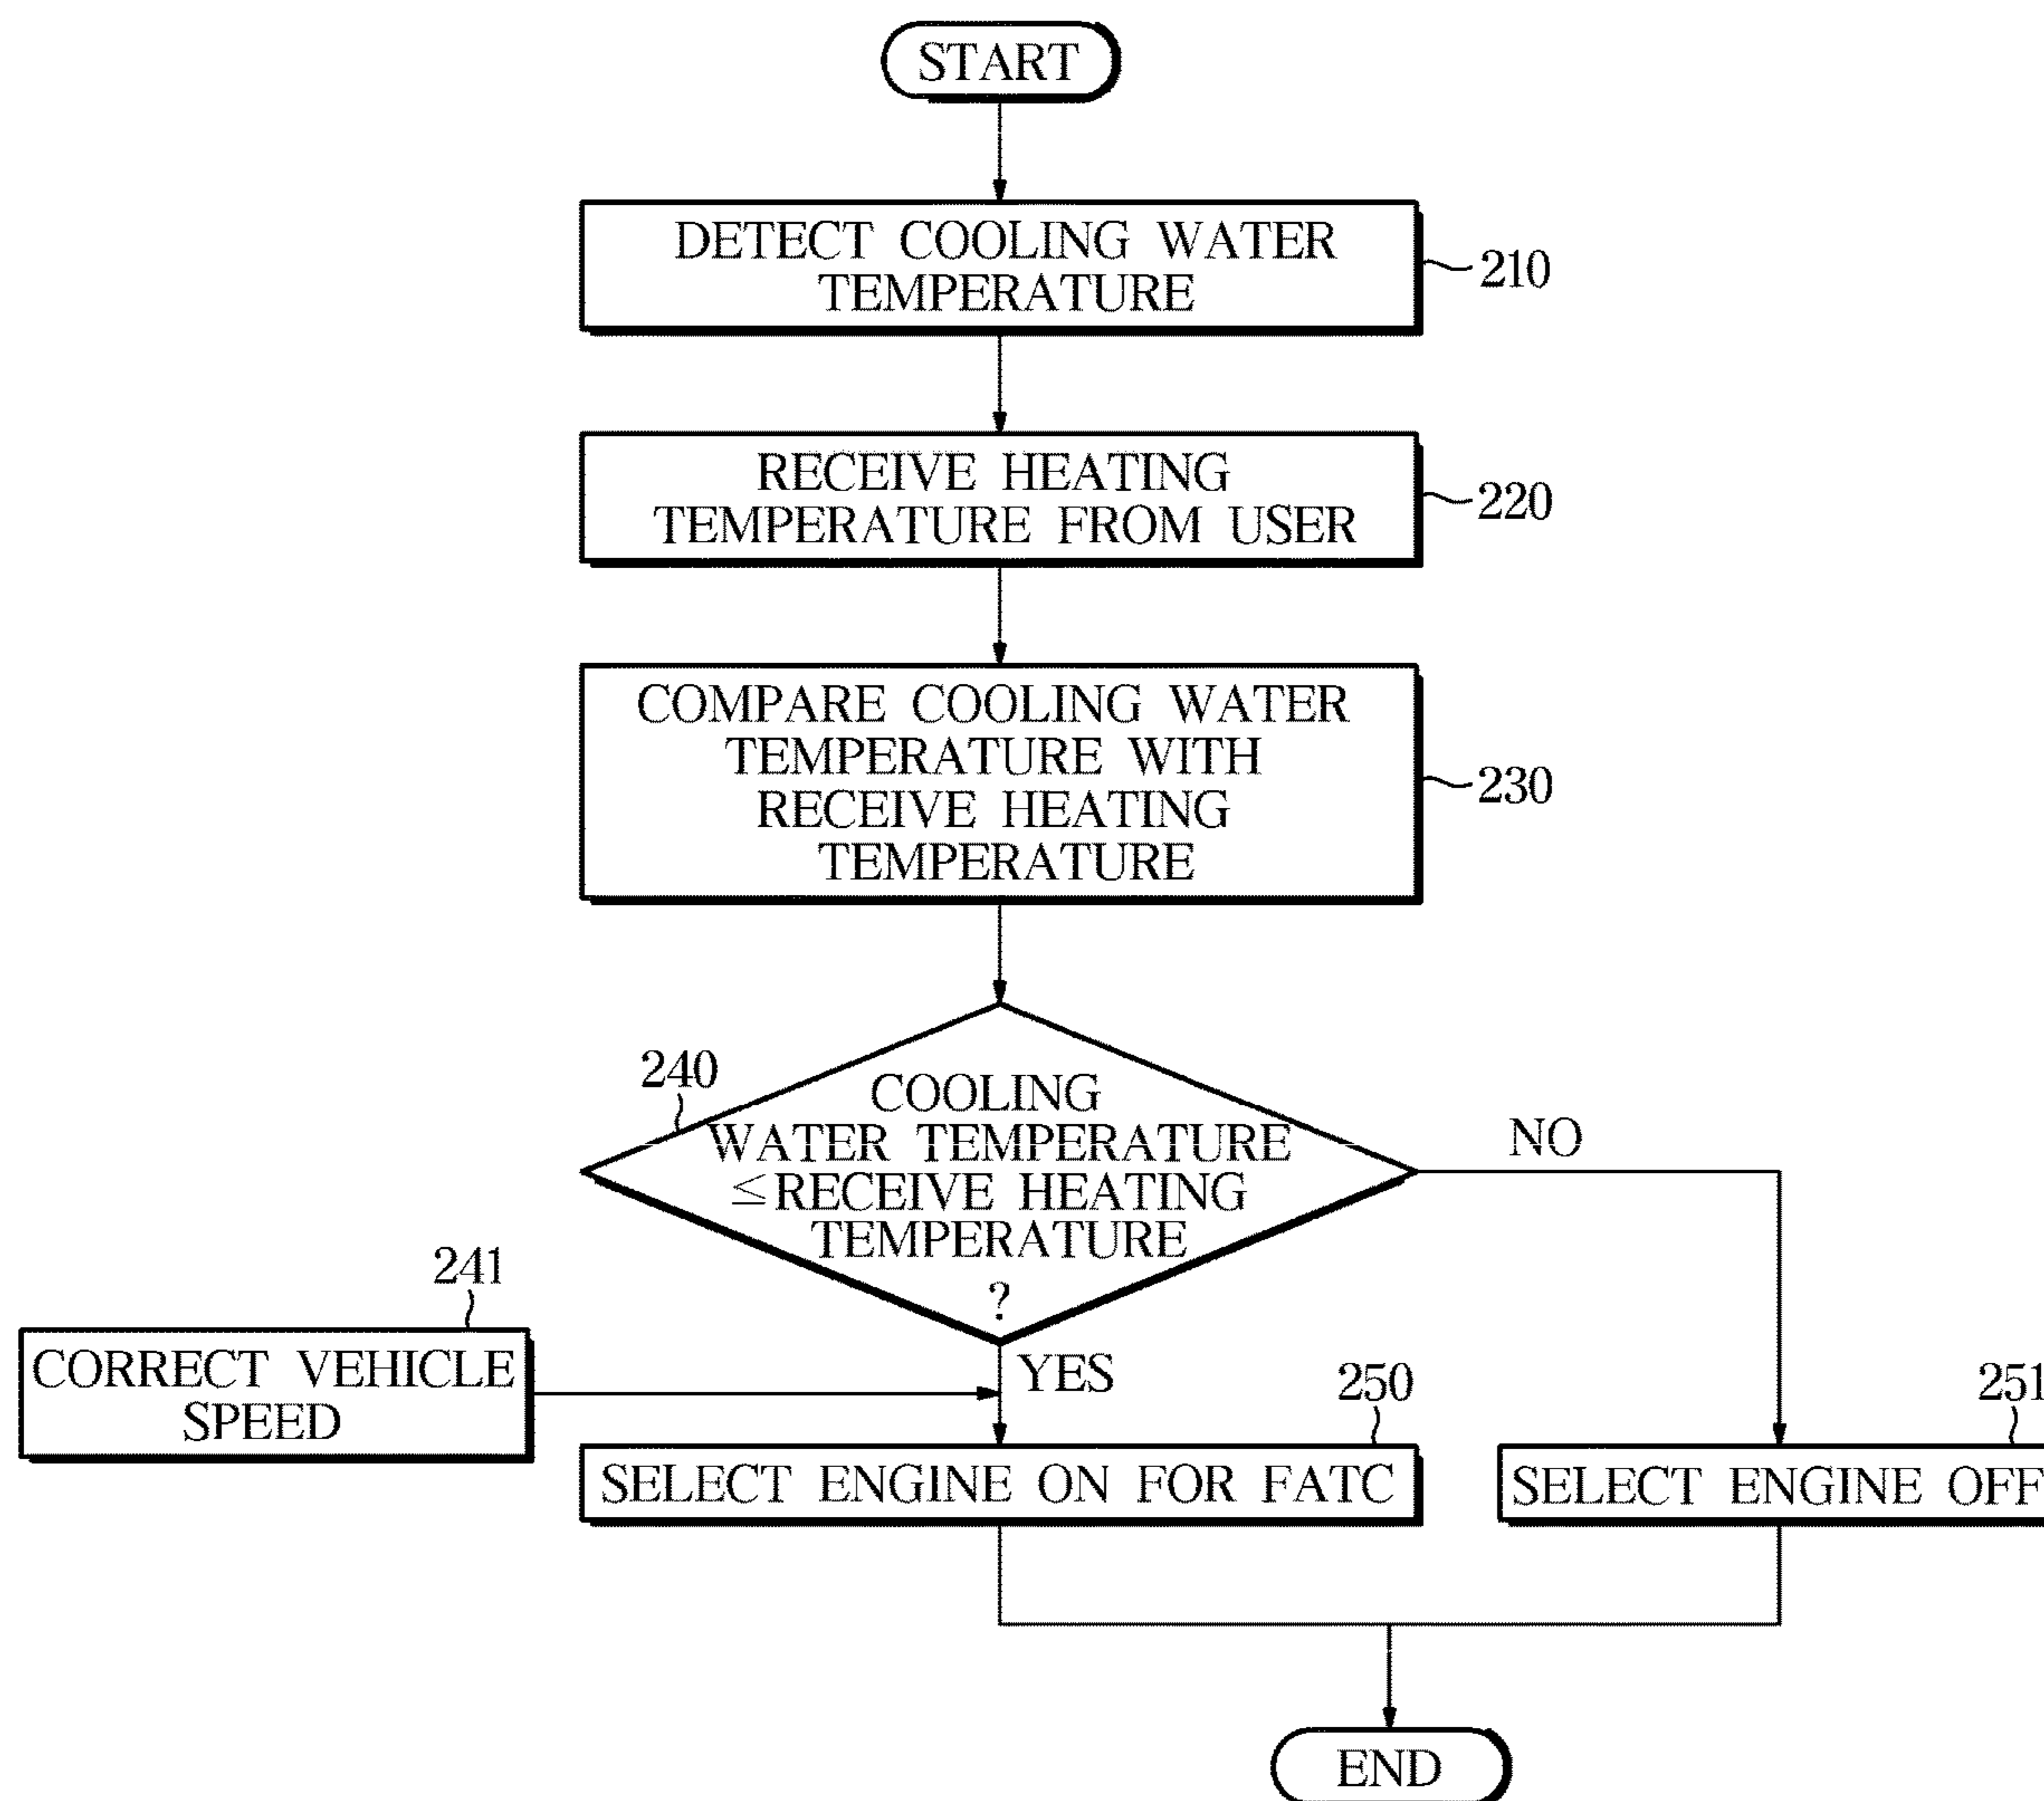 START
DETECT COOLING WATER
TEMPERATURE
210
RECEIVE HEATING
TEMPERATURE FROM USER
220
COMPARE COOLING WATER
TEMPERATURE WITH
RECEIVE HEATING
TEMPERATURE
230
240
COOLING
WATER TEMPERATURE
≤RECEIVE HEATING
TEMPERATURE
?
NO
YES
241
CORRECT VEHICLE
SPEED
250
SELECT ENGINE ON FOR FATC
251
SELECT ENGINE OFF
END